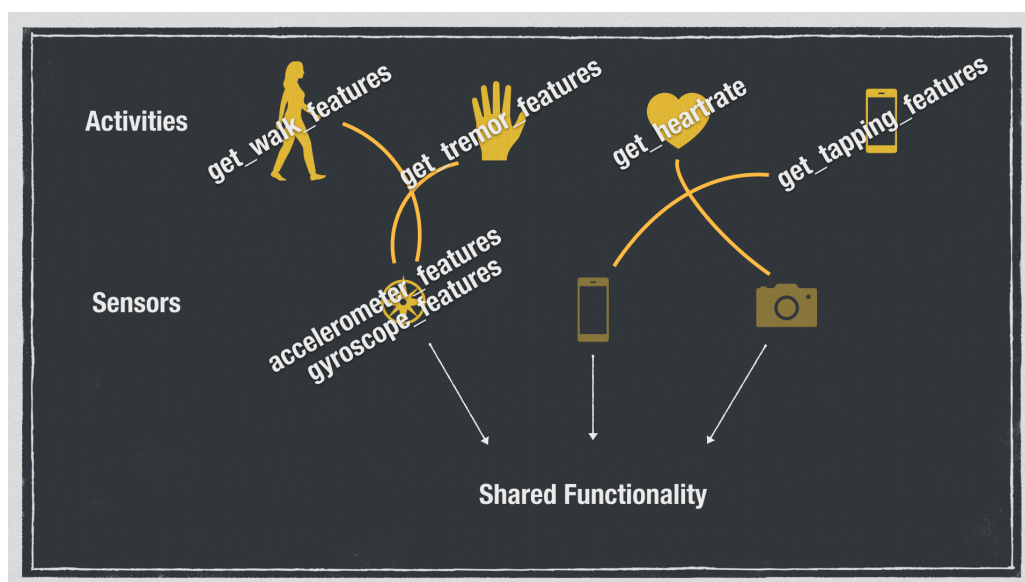 Activities
get_walk_features
get_tremor_features
get_heartrate
get_tapping_features
Sensors
accelerometer_features
gyroscope_features
Shared Functionality